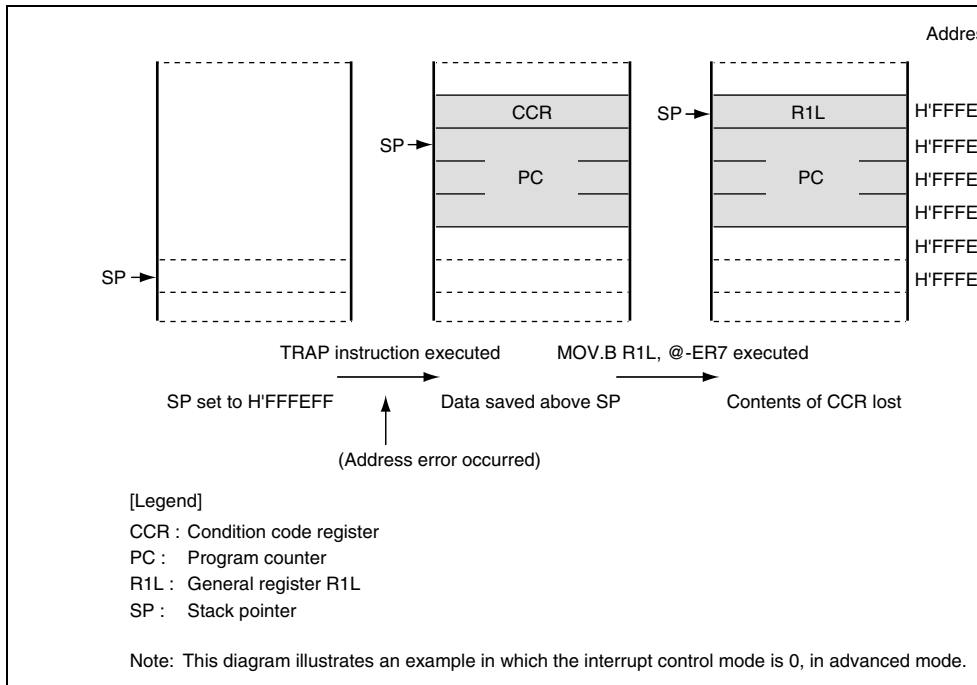 Addres
CCR
SP
R1L
H'FFFE
SP
H'FFFE
PC
PC
H'FFFE
H'FFFE
H'FFFE
SP
H'FFFE
TRAP instruction executed
MOV.B R1L, @-ER7 executed
SP set to H'FFFEFF
Data saved above SP
Contents of CCR lost
(Address error occurred)
[Legend]
CCR : Condition code register
PC : Program counter
R1L : General register R1L
SP : Stack pointer
Note: This diagram illustrates an example in which the interrupt control mode is 0, in advanced mode.